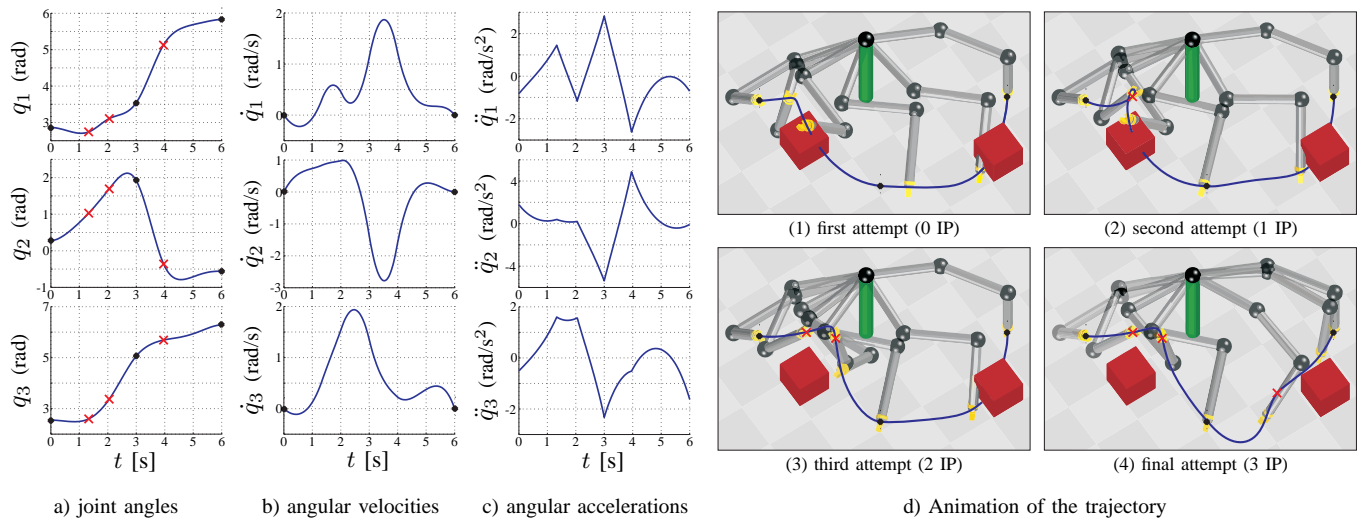 6
5
3
q₁ (rad)
0 1 2 3 4 5 6
2
1
-1
q₂ (rad)
0 1 2 3 4 5 6
7
5
3
q₃ (rad)
0 1 2 3 4 5 6
t [s]
a) joint angles
2
1
0
-1
q̇₁ (rad/s)
0 1 2 3 4 5 6
1
0
-1
-2
-3
q̇₂ (rad/s)
0 1 2 3 4 5 6
2
1
0
q̇₃ (rad/s)
0 1 2 3 4 5 6
t [s]
b) angular velocities
2
0
-2
q̈₁ (rad/s²)
0 1 2 3 4 5 6
4
0
-4
q̈₂ (rad/s²)
0 1 2 3 4 5 6
2
0
-2
q̈₃ (rad/s²)
0 1 2 3 4 5 6
t [s]
c) angular accelerations
(1) first attempt (0 IP)
(2) second attempt (1 IP)
(3) third attempt (2 IP)
(4) final attempt (3 IP)
d) Animation of the trajectory